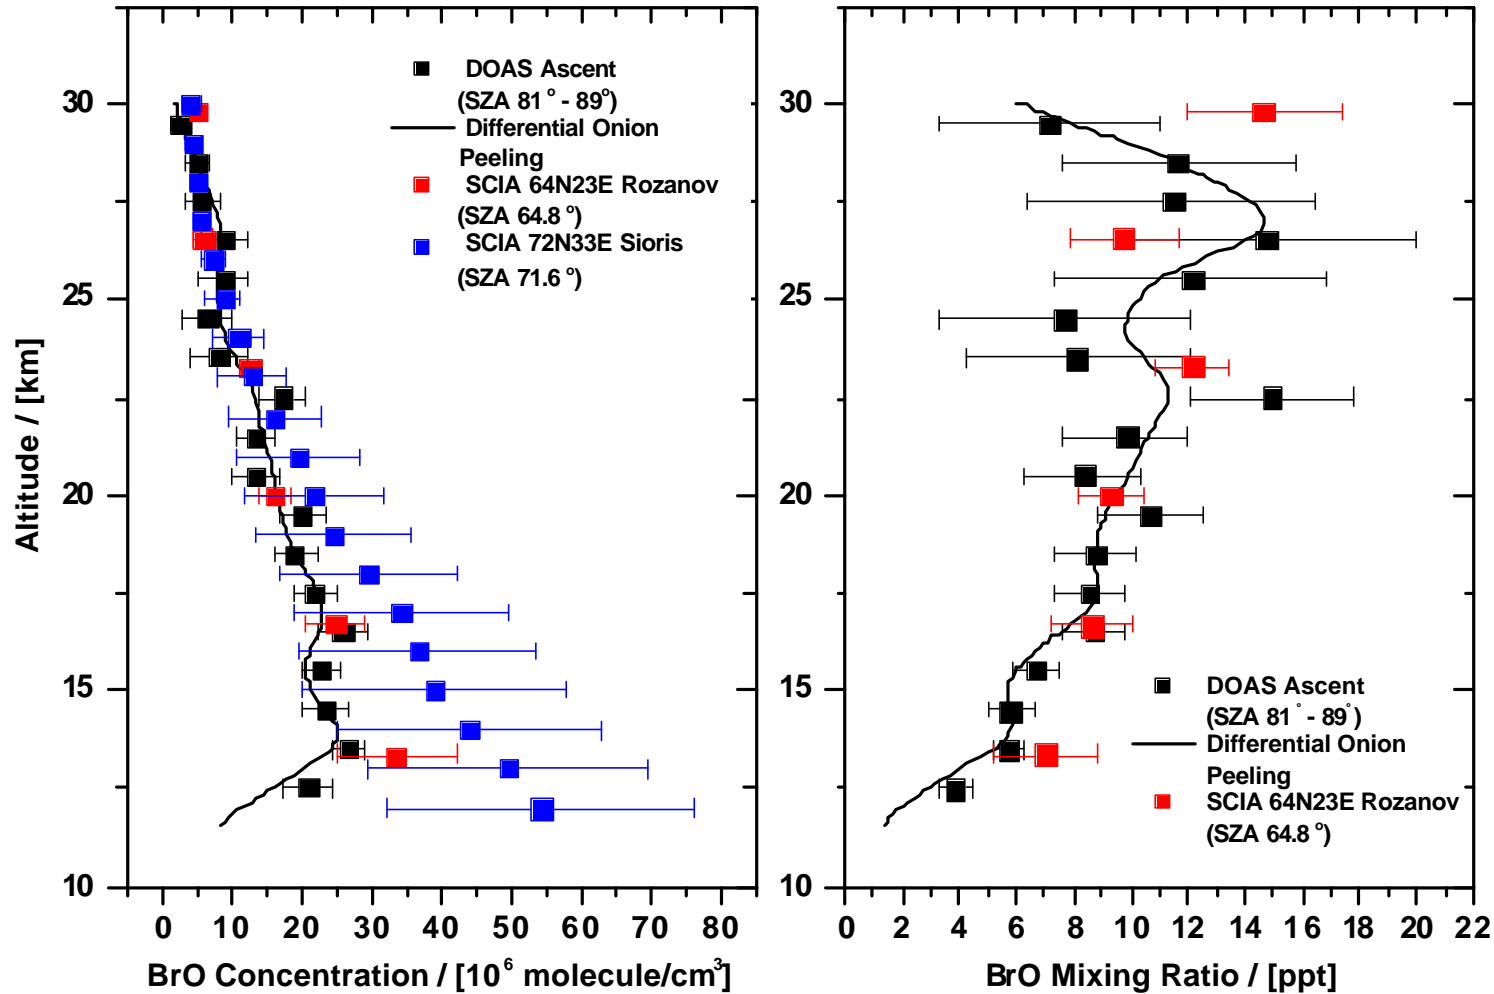 DOAS Ascent
(SZA 81° - 89°)
Differential Onion
Peeling
SCIA 64N23E Rozanov
(SZA 64.8°)
SCIA 72N33E Sioris
(SZA 71.6°)
30
25
20
15
10
Altitude / [km]
0 10 20 30 40 50 60 70 80
BrO Concentration / [10⁶ molecule/cm³]
30
25
20
15
10
DOAS Ascent
(SZA 81° - 89°)
Differential Onion
Peeling
SCIA 64N23E Rozanov
(SZA 64.8°)
0 2 4 6 8 10 12 14 16 18 20 22
BrO Mixing Ratio / [ppt]